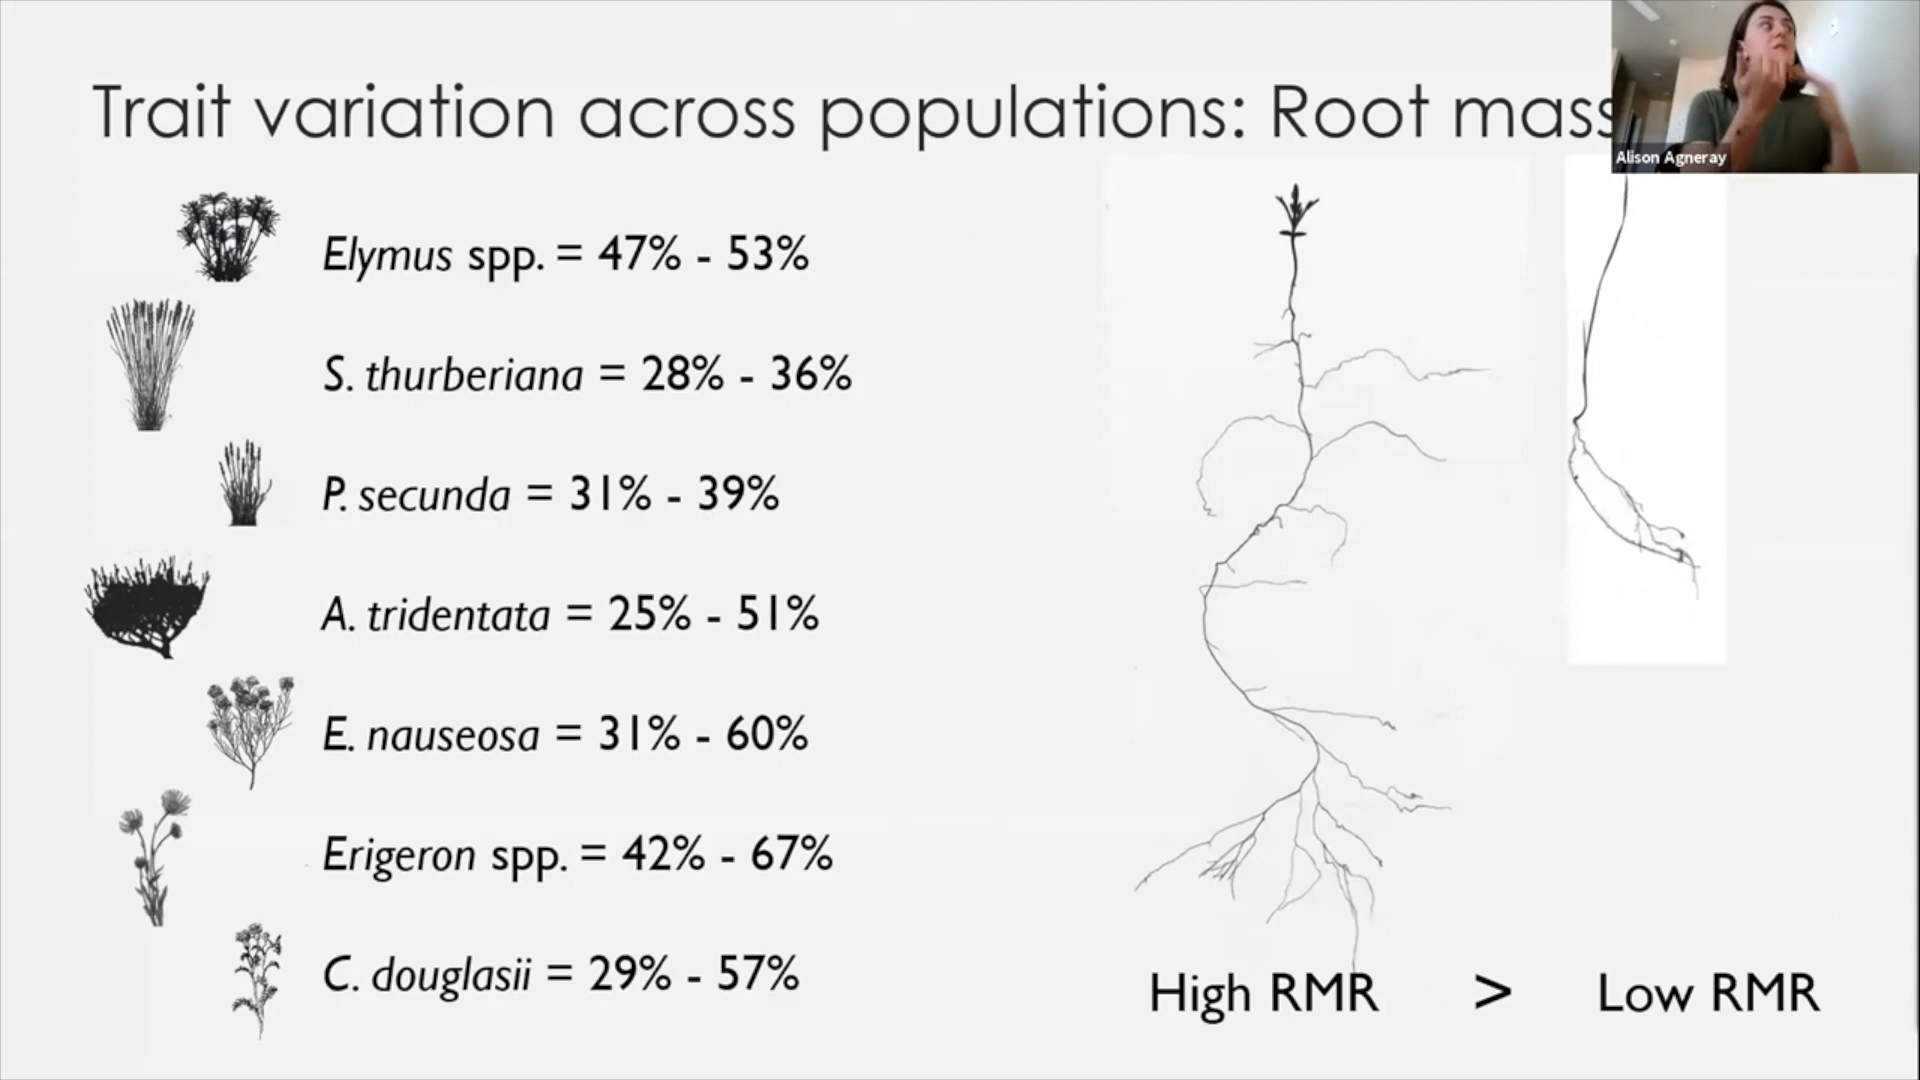 Trait variation across populations: Root mass
Alison Agneray
Elymus spp. = 47% - 53%
S. thurberiana = 28% - 36%
P. secunda = 31% - 39%
A. tridentata = 25% - 51%
E. nauseosa = 31% - 60%
Erigeron spp. = 42% - 67%
C. douglasii = 29% - 57%
High RMR > Low RMR